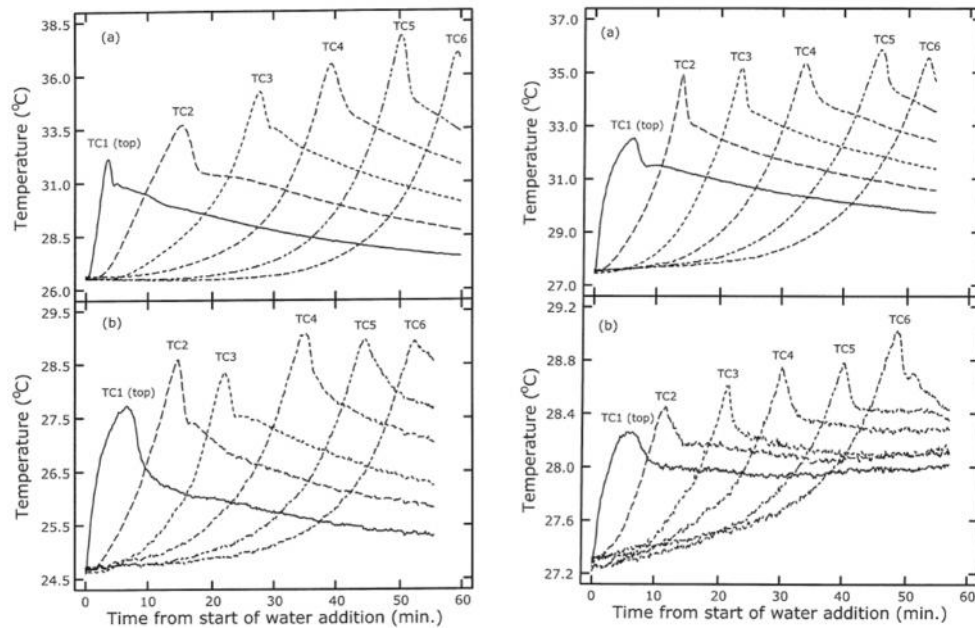 38.5
36.0
33.5
31.0
28.5
26.0
Temperature (⁰C)
(a)
TC1 (top)
TC2
TC3
TC4
TC5
TC6
37.0
35.0
33.0
31.0
29.0
27.0
Temperature (⁰C)
(a)
TC1 (top)
TC2
TC3
TC4
TC5
TC6
29.5
28.5
27.5
26.5
25.5
24.5
Temperature (⁰C)
(b)
TC1 (top)
TC2
TC3
TC4
TC5
TC6
0 10 20 30 40 50 60
Time from start of water addition (min.)
29.2
28.8
28.4
28.0
27.6
27.2
Temperature (⁰C)
(b)
TC1 (top)
TC2
TC3
TC4
TC5
TC6
0 10 20 30 40 50 60
Time from start of water addition (min.)